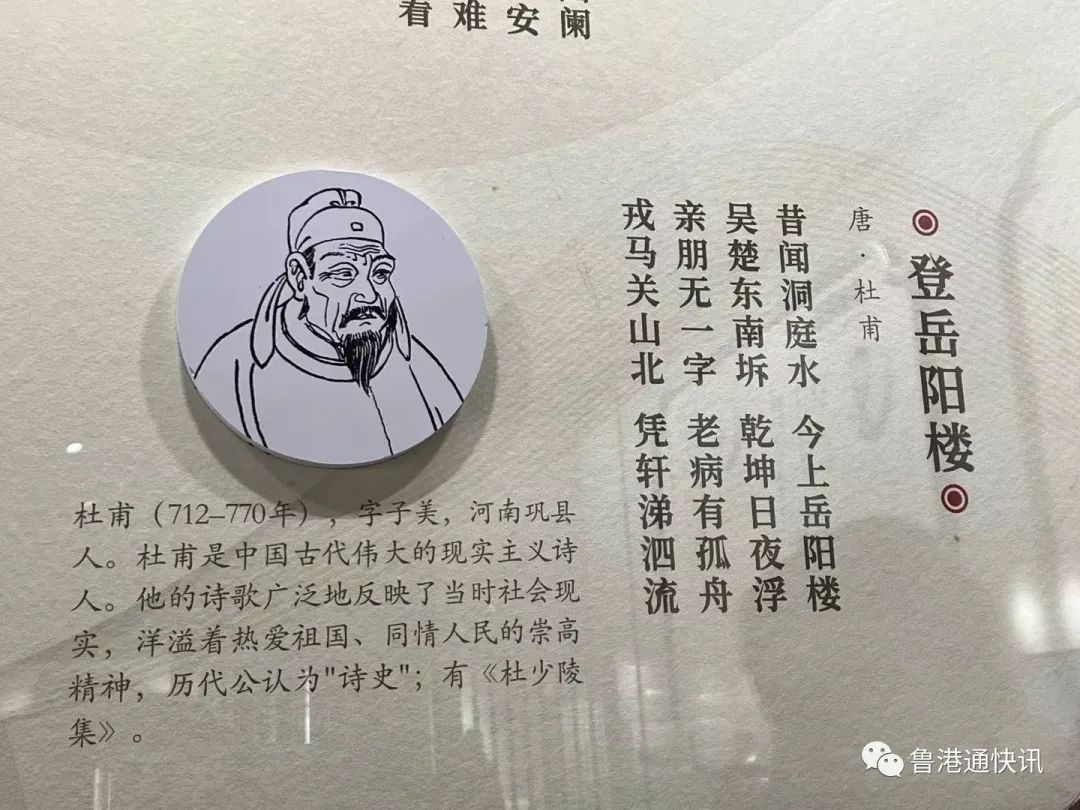 阑
安
难
看
登岳阳楼
唐·杜甫
昔闻洞庭水 今上岳阳楼
吴楚东南坼 乾坤日夜浮
亲朋无一字 老病有孤舟
戎马关山北 凭轩涕泗流
杜甫（712–770年），字子美，河南巩县
人。杜甫是中国古代伟大的现实主义诗
人。他的诗歌广泛地反映了当时社会现
实，洋溢着热爱祖国、同情人民的崇高
精神，历代公认为"诗史"；有《杜少陵
集》。
鲁港通快讯